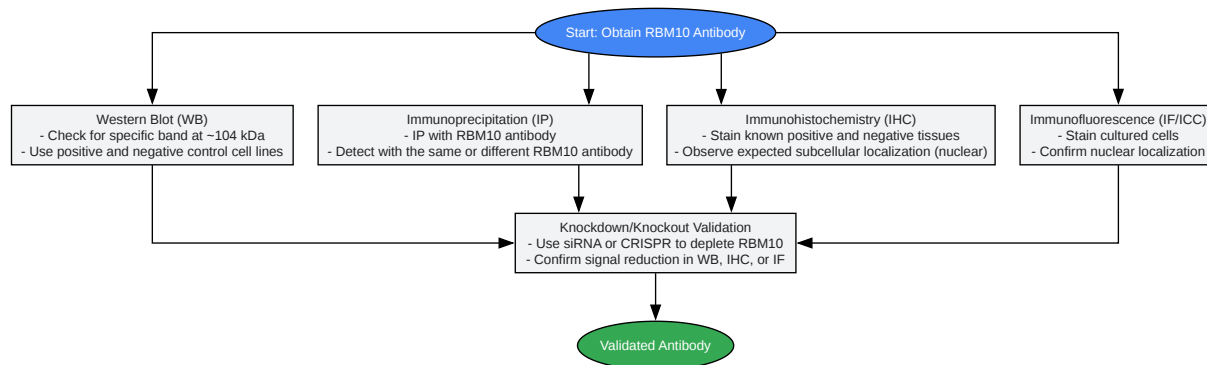 Start: Obtain RBM10 Antibody
Western Blot (WB)
- Check for specific band at ~104 kDa
- Use positive and negative control cell lines
Immunoprecipitation (IP)
- IP with RBM10 antibody
- Detect with the same or different RBM10 antibody
Immunohistochemistry (IHC)
- Stain known positive and negative tissues
- Observe expected subcellular localization (nuclear)
Immunofluorescence (IF/ICC)
- Stain cultured cells
- Confirm nuclear localization
Knockdown/Knockout Validation
- Use siRNA or CRISPR to deplete RBM10
- Confirm signal reduction in WB, IHC, or IF
Validated Antibody